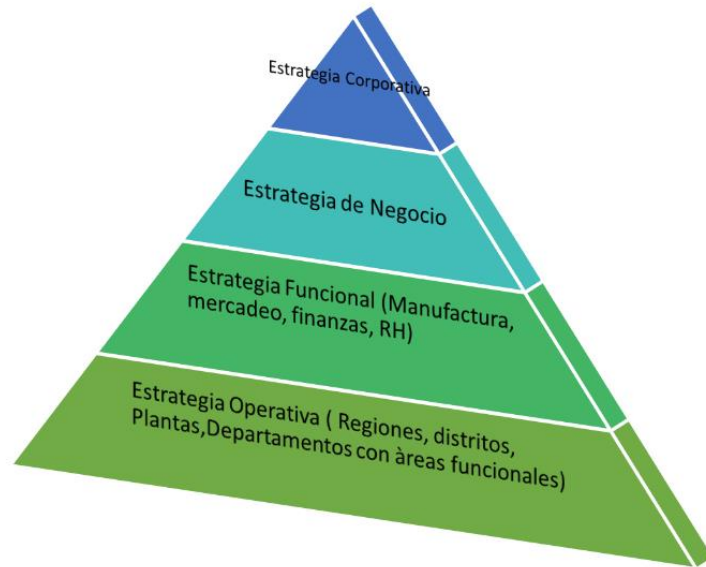 Estrategia Corporativa
Estrategia de Negocio
Estrategia Funcional (Manufactura,
mercadeo, finanzas, RH)
Estrategia Operativa ( Regiones, distritos,
Plantas,Departamentos con àreas funcionales)